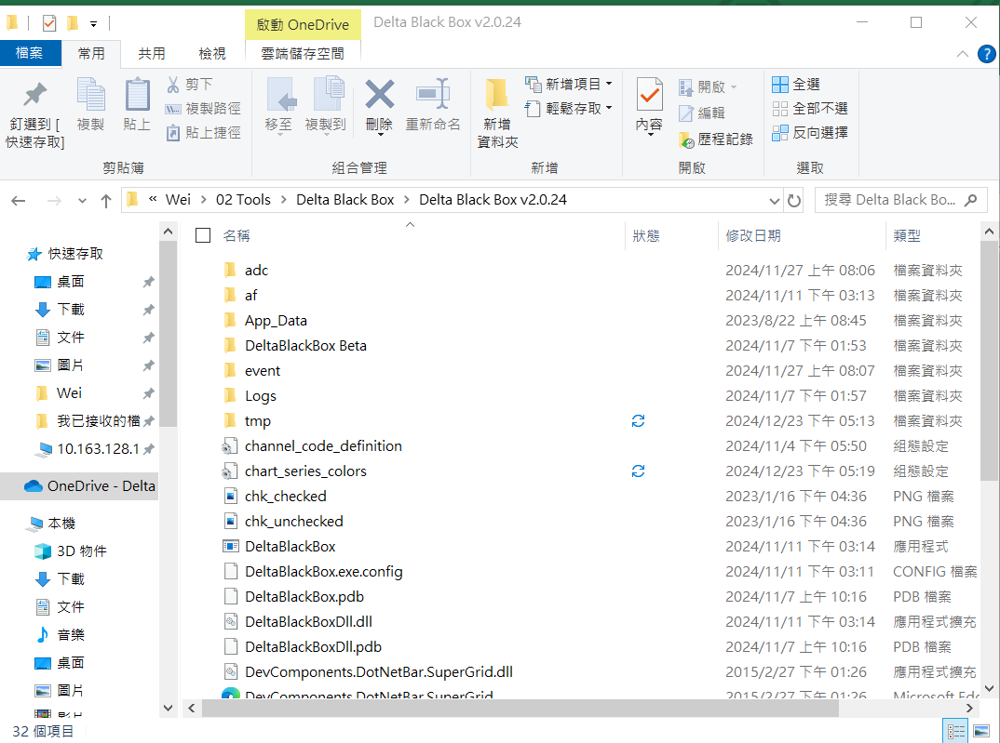 啟動 OneDrive
Delta Black Box v2.0.24
檔案
常用
共用
檢視
雲端儲存空間
釘選到 [
快速存取]
複製
貼上
剪下
複製路徑
貼上捷徑
剪貼簿
移至
複製到
刪除
重新命名
組合管理
新增
資料夾
新增項目
輕鬆存取
新增
內容
開啟
編輯
歷程記錄
開啟
全選
全部不選
反向選擇
選取
« Wei > 02 Tools > Delta Black Box > Delta Black Box v2.0.24
搜尋 Delta Black Bo...
快速存取
桌面
下載
文件
圖片
Wei
我已接收的檔
10.163.128.1
OneDrive - Delta
本機
3D 物件
下載
文件
音樂
桌面
圖片
影片
名稱 狀態 修改日期 類型
adc 2024/11/27 上午 08:06 檔案資料夾
af 2024/11/11 下午 03:13 檔案資料夾
App_Data 2023/8/22 上午 08:45 檔案資料夾
DeltaBlackBox Beta 2024/11/7 下午 01:53 檔案資料夾
event 2024/11/27 上午 08:07 檔案資料夾
Logs 2024/11/7 下午 01:57 檔案資料夾
tmp 2024/12/23 下午 05:13 檔案資料夾
channel_code_definition 2024/11/4 下午 05:50 組態設定
chart_series_colors 2024/12/23 下午 05:19 組態設定
chk_checked 2023/1/16 下午 04:36 PNG 檔案
chk_unchecked 2023/1/16 下午 04:36 PNG 檔案
DeltaBlackBox 2024/11/11 下午 03:14 應用程式
DeltaBlackBox.exe.config 2024/11/11 下午 03:11 CONFIG 檔案
DeltaBlackBox.pdb 2024/11/7 上午 10:16 PDB 檔案
DeltaBlackBoxDll.dll 2024/11/11 下午 03:14 應用程式擴充
DeltaBlackBoxDll.pdb 2024/11/7 上午 10:16 PDB 檔案
DevComponents.DotNetBar.SuperGrid.dll 2015/2/27 下午 01:26 應用程式擴充
DevComponents.DotNetBar.SuperGrid 2015/2/27 下午 01:26 Microsoft Edg
32 個項目